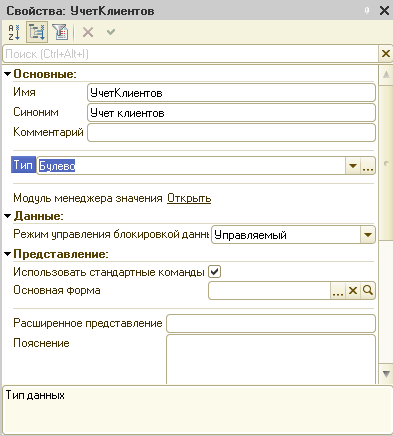 Свойства: УчетКлиентов
Поиск (Ctrl+Alt+I)
Основные:
Имя УчетКлиентов
Синоним Учет клиентов
Комментарий
Тип Булево
Модуль менеджера значения Открыть
Данные:
Режим управления блокировкой данны Управляемый
Представление:
Использовать стандартные команды
Основная форма
Расширенное представление
Пояснение
Тип данных